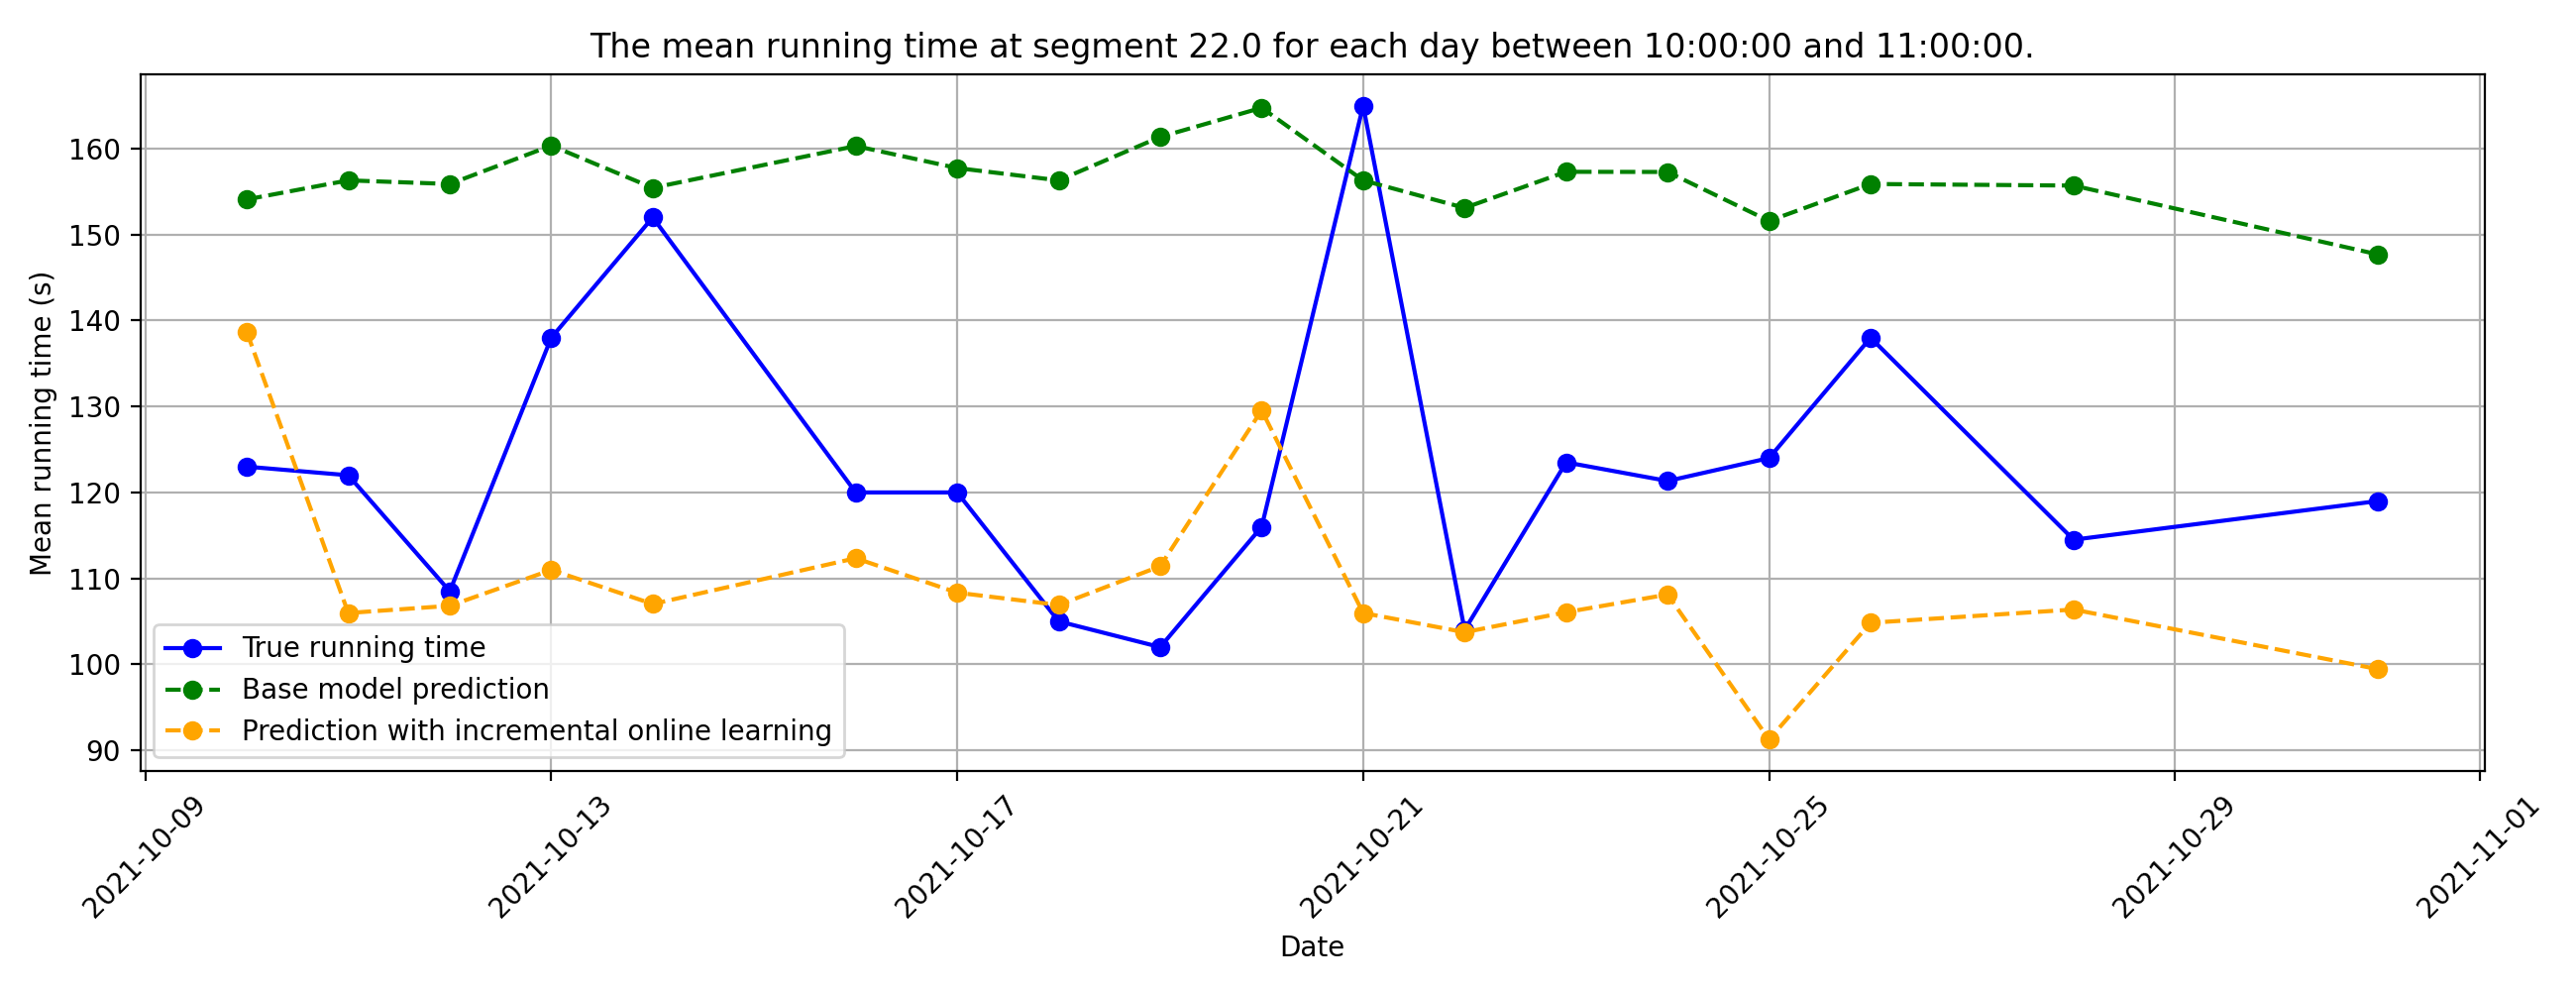 The mean running time at segment 22.0 for each day between 10:00:00 and 11:00:00.
Mean running time (s)
160
150
140
130
120
110
100
90
True running time
Base model prediction
Prediction with incremental online learning
2021-10-09
2021-10-13
2021-10-17
2021-10-21
2021-10-25
2021-10-29
2021-11-01
Date